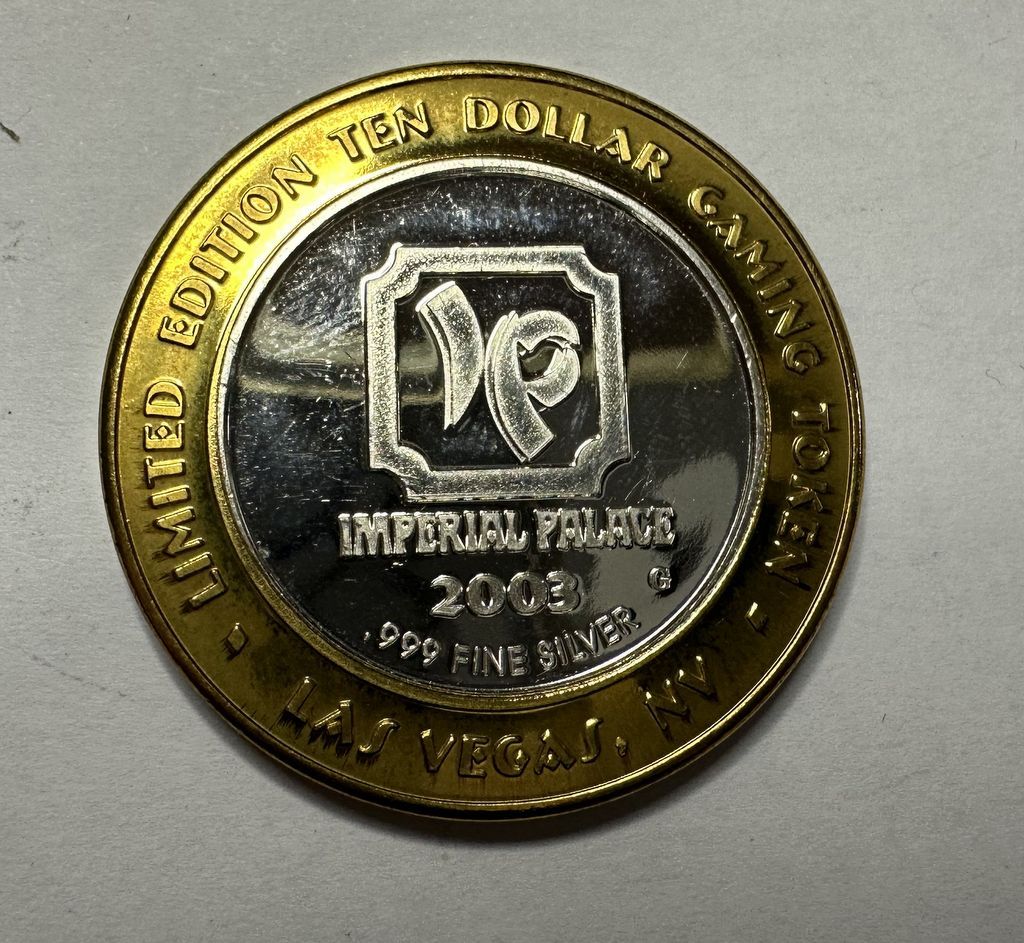 LIMITED EDITION TEN DOLLAR GAMING TOKEN
IP
IMPERIAL PALACE
2003 G
.999 FINE SILVER
LAS VEGAS, NV